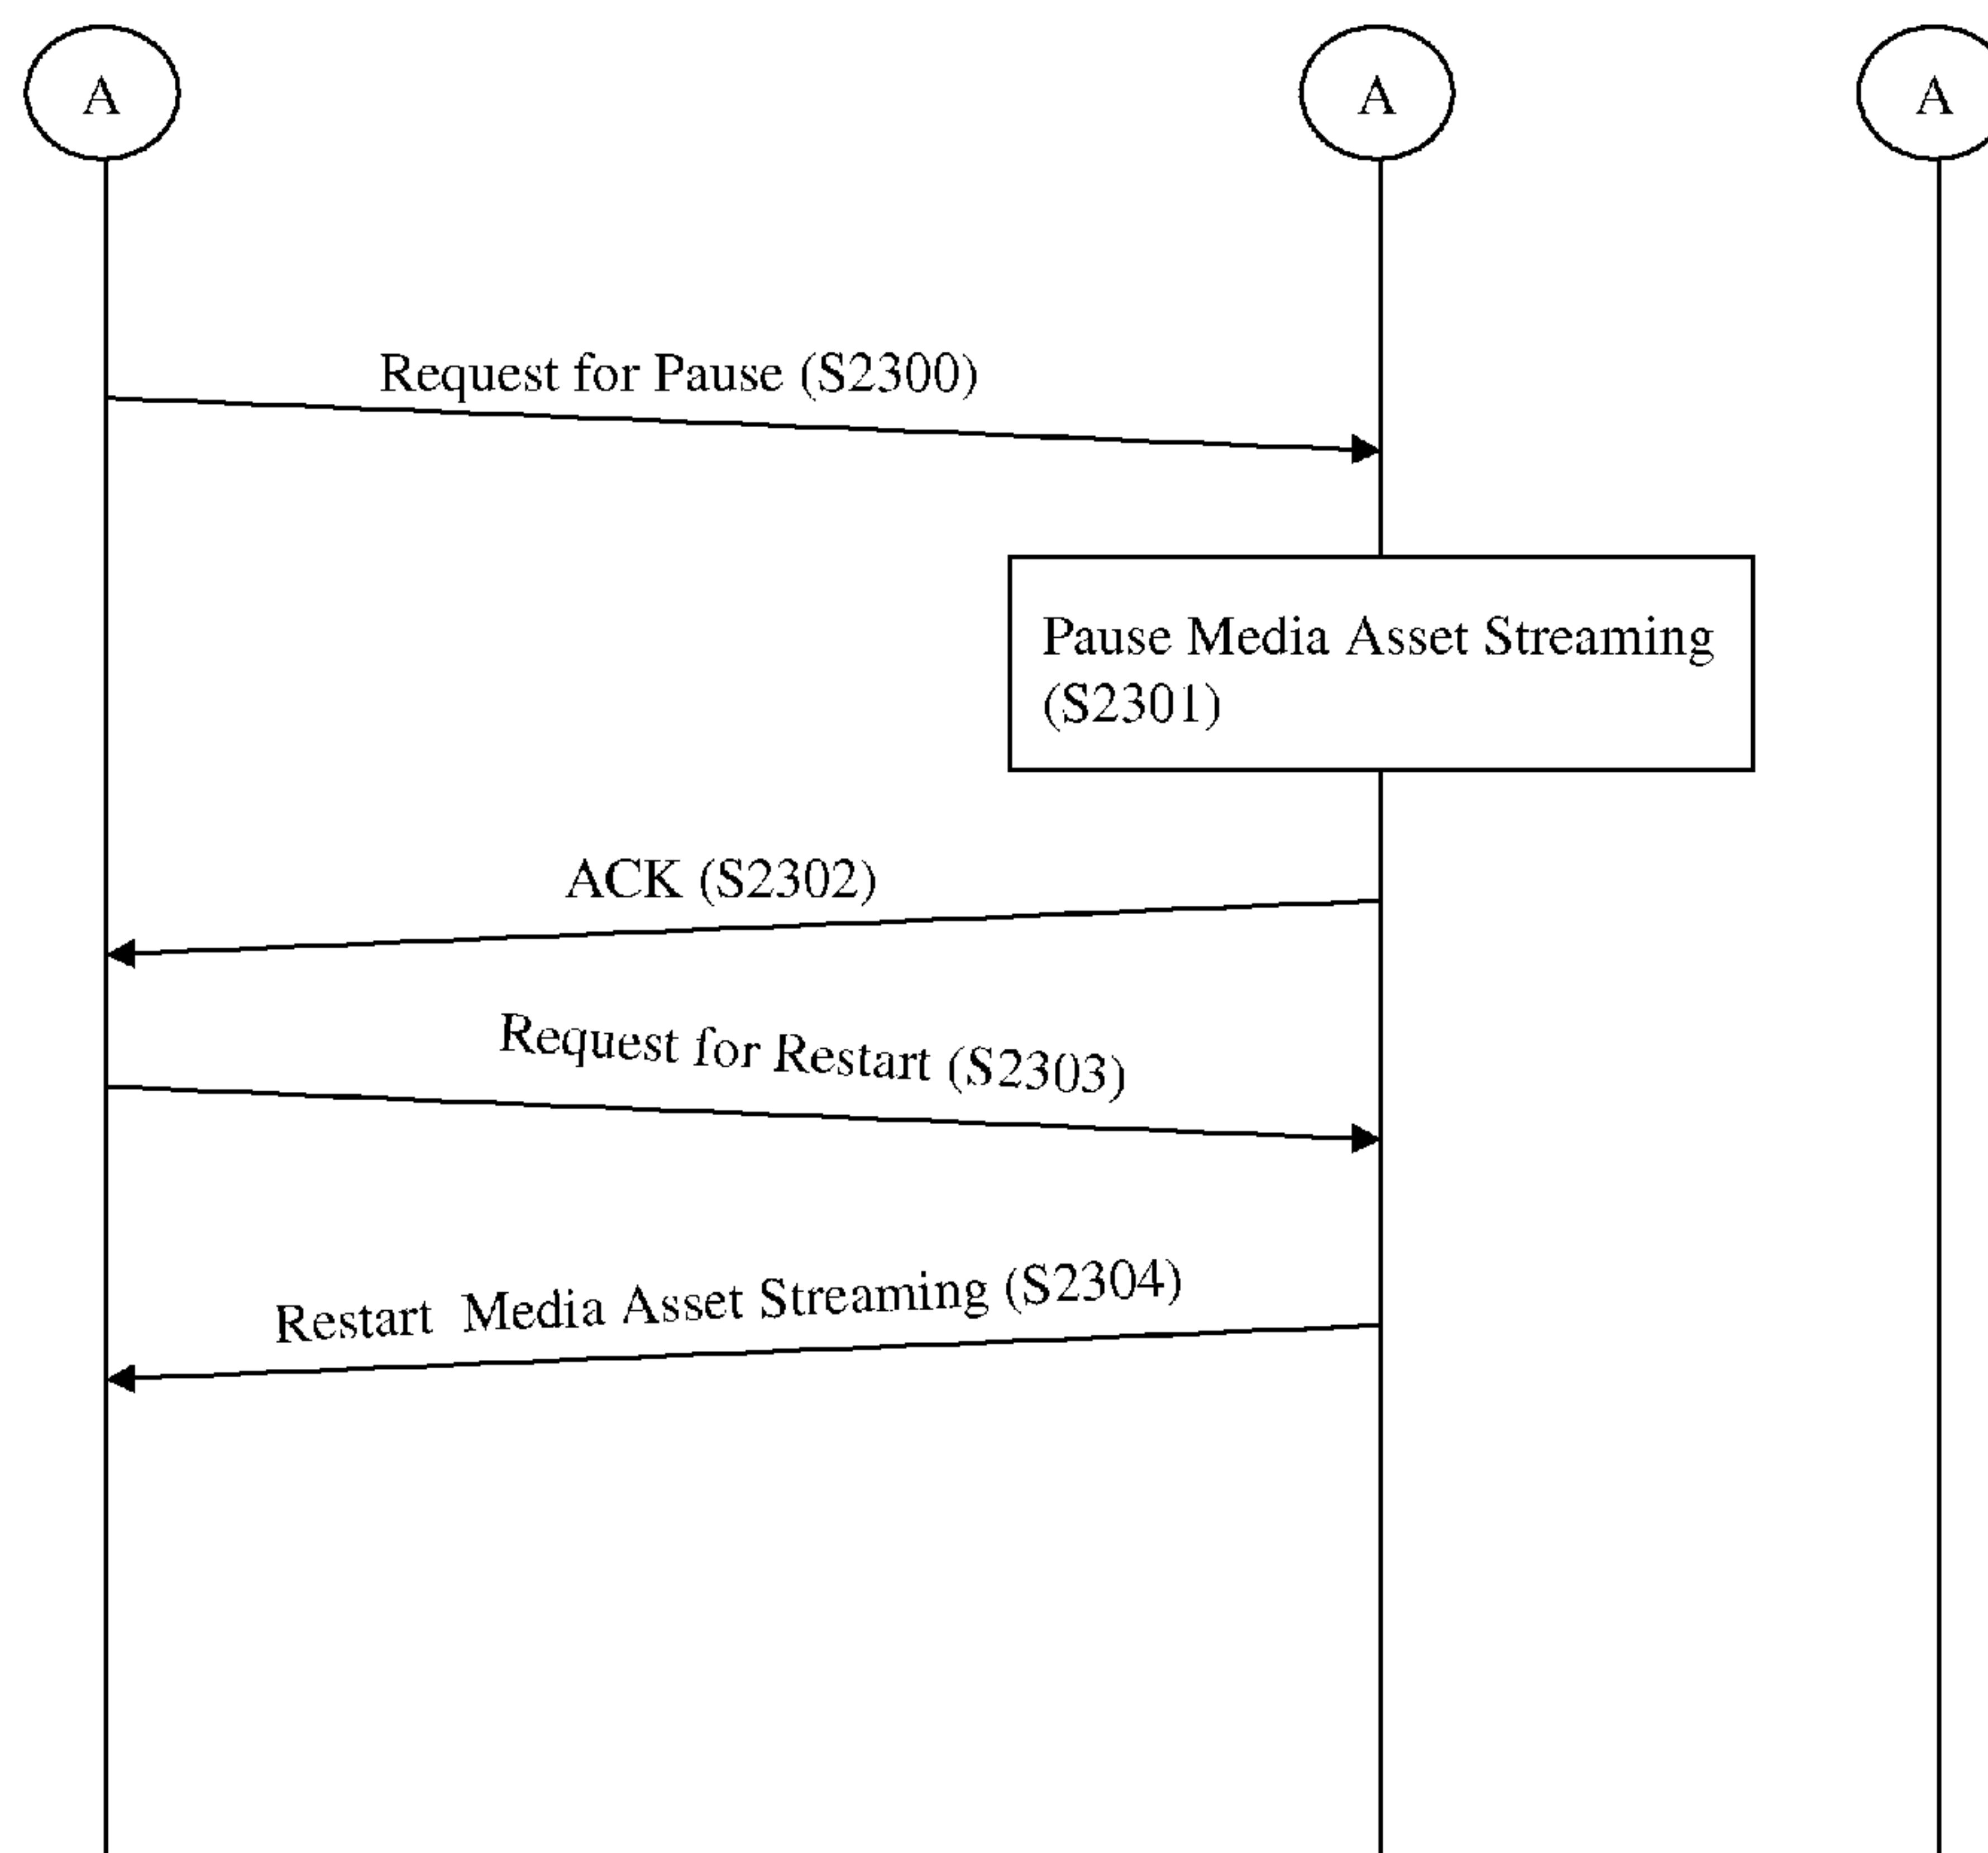 A
A
A
Request for Pause (S2300)
Pause Media Asset Streaming
(S2301)
ACK (S2302)
Request for Restart (S2303)
Restart Media Asset Streaming (S2304)